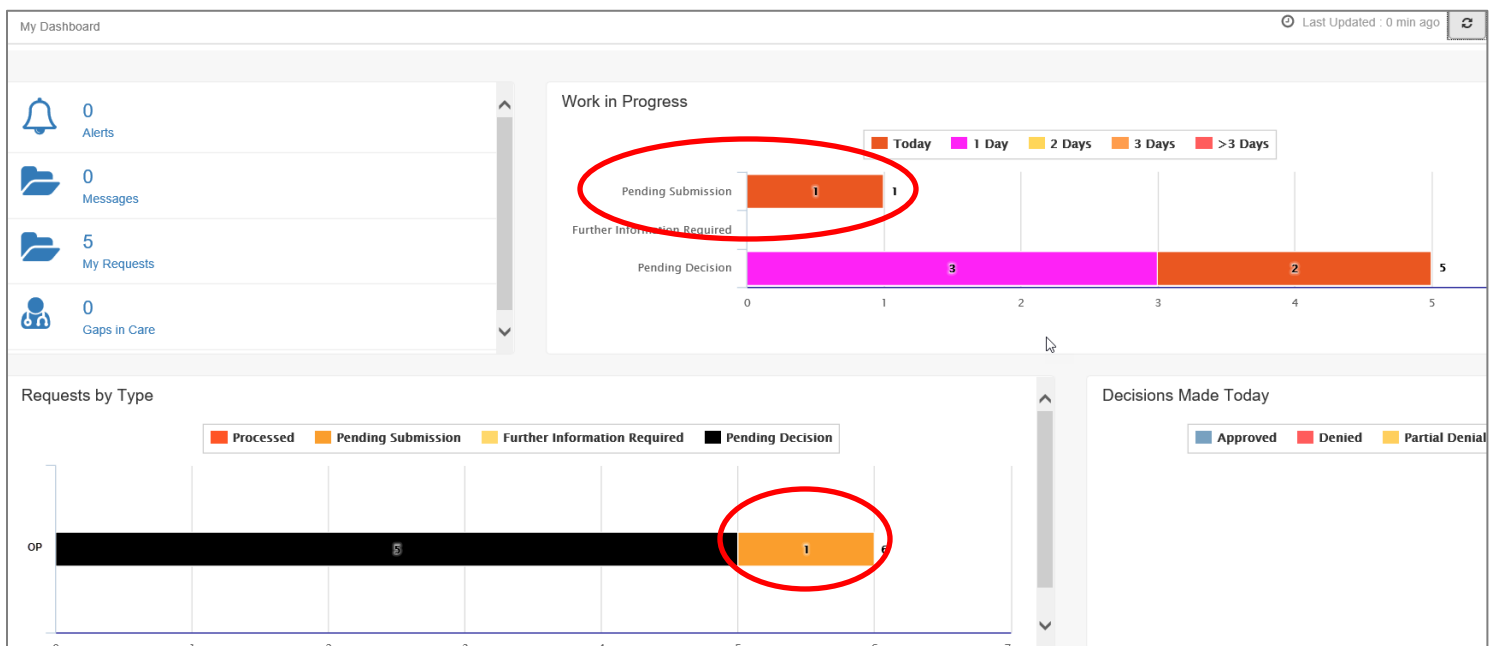 My Dashboard
Last Updated : 0 min ago
0
Alerts
0
Messages
5
My Requests
0
Gaps in Care
Work in Progress
Today 1 Day 2 Days 3 Days >3 Days
Pending Submission 1 1
Further Information Required
Pending Decision 3 2 5
0 1 2 3 4 5
Requests by Type
Processed Pending Submission Further Information Required Pending Decision
OP 5 1 6
Decisions Made Today
Approved Denied Partial Denial